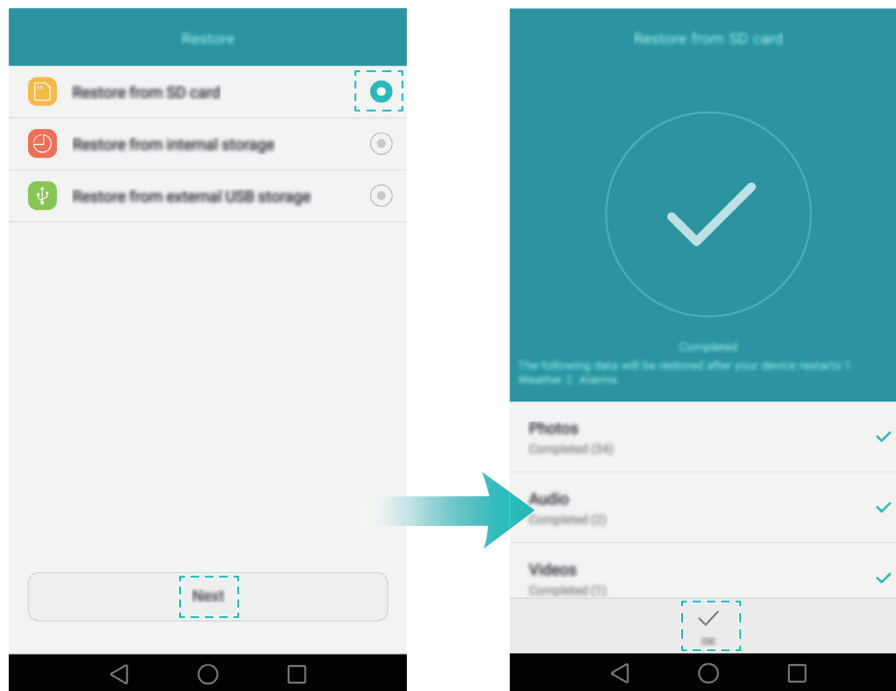 Restore
Restore from SD card
Restore from internal storage
Restore from external USB storage
Next
Restore from SD card
Completed
The following data will be restored after your device restarts:1.
Weather 2. Alarms
Photos
Completed (34)
Audio
Completed (2)
Videos
Completed (1)
OK